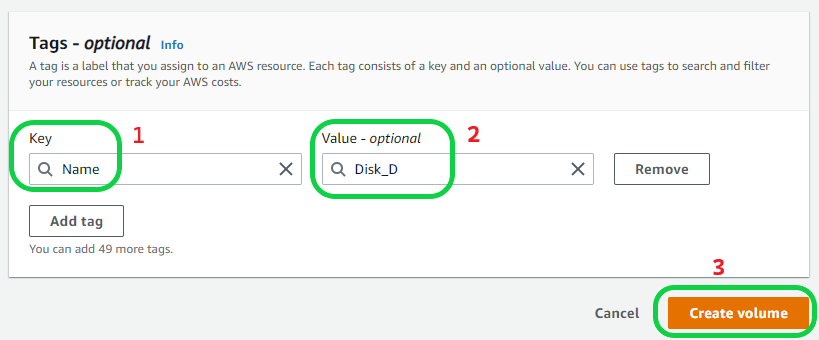 Tags - optional Info
A tag is a label that you assign to an AWS resource. Each tag consists of a key and an optional value. You can use tags to search and filter
your resources or track your AWS costs.
Key 1 Value - optional 2
Name Disk_D Remove
Add tag
You can add 49 more tags.
3
Cancel Create volume